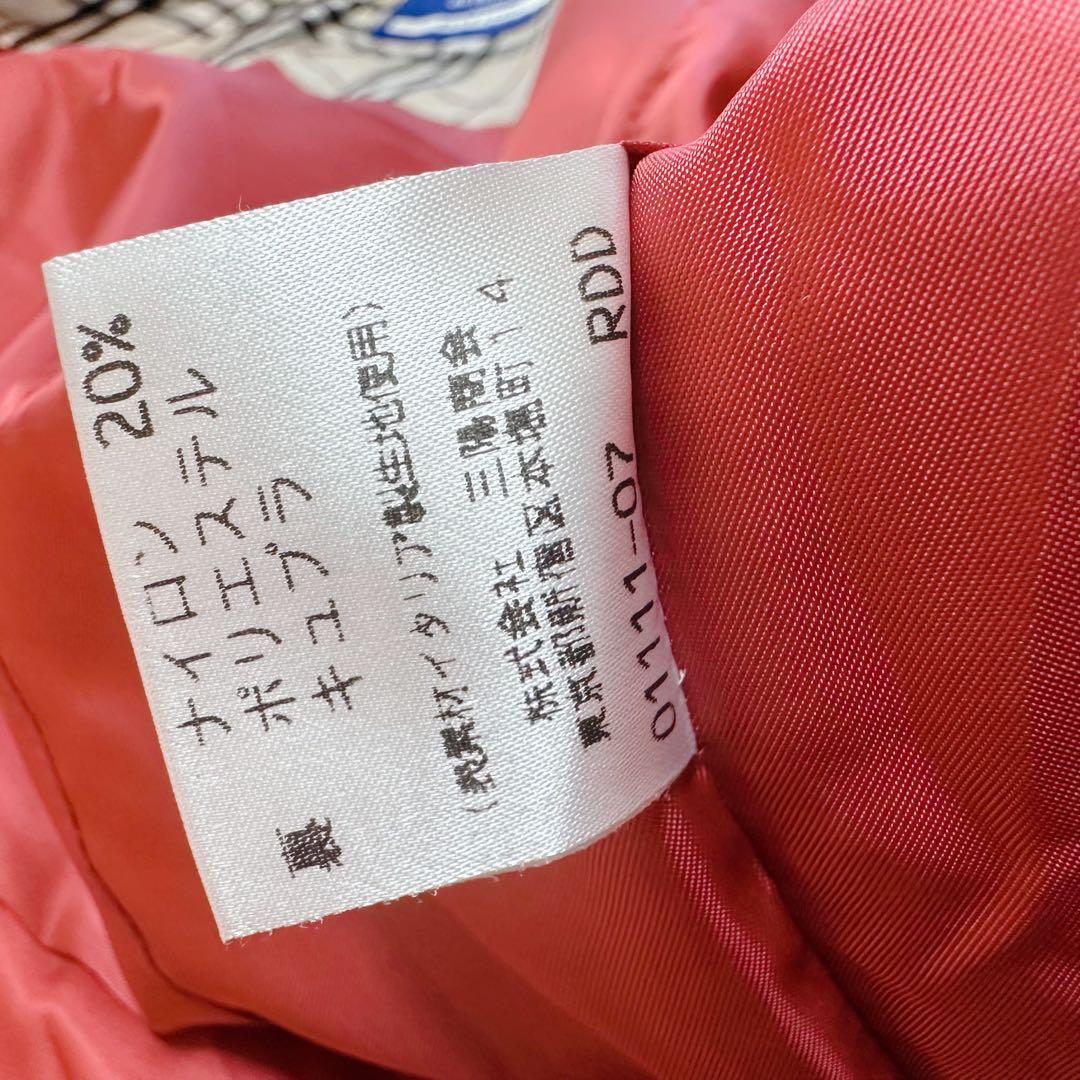 ナイロン 20%
ポリエステル
裏 キュプラ
(表素材イタリア製生地使用)
株式会社 三陽商会
東京都新宿区本塩町14
01111-07 RDD